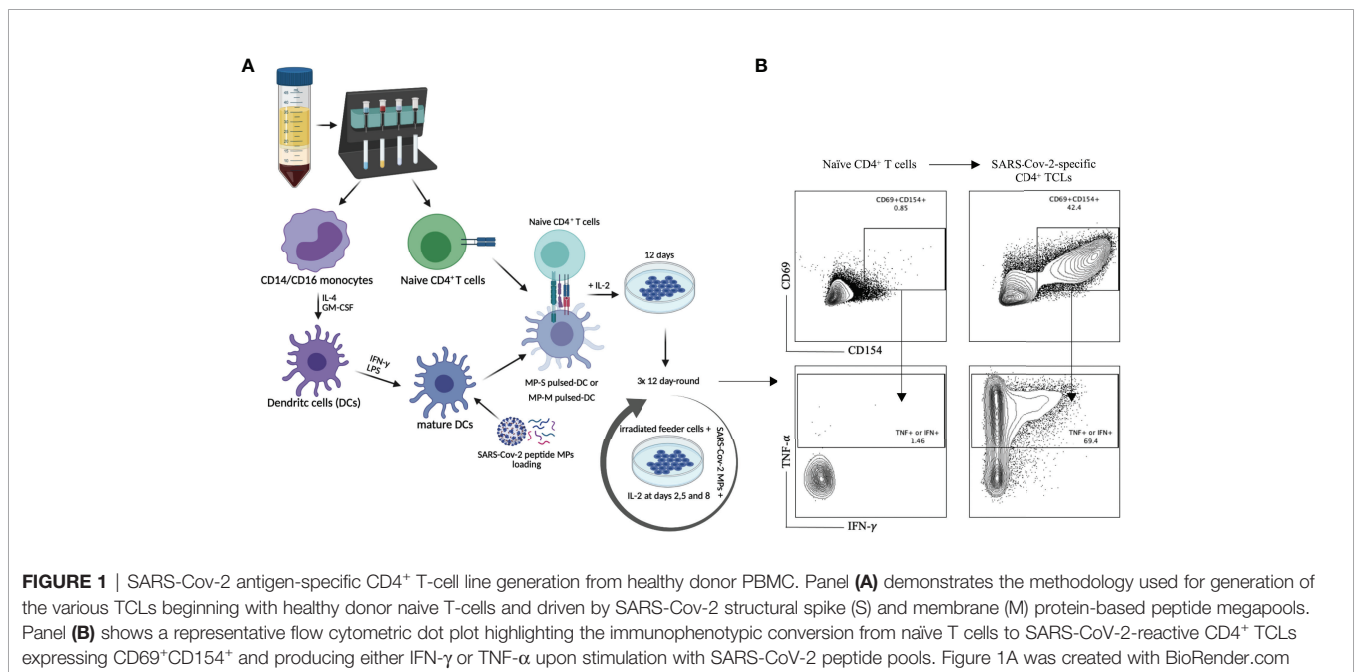 A
B
Naïve CD4⁺ T cells
SARS-Cov-2-specific
CD4⁺ TCLs
CD14/CD16 monocytes
Naive CD4⁺T cells
Naive CD4⁺ T cells
+ IL-2
12 days
IL-4
GM-CSF
Dendritc cells (DCs)
IFN-γ
LPS
mature DCs
MP-S pulsed-DC or
MP-M pulsed-DC
SARS-Cov-2 peptide MPs
loading
3x 12 day-round
irradiated feeder cells +
SARS-Cov-2 MPs +
IL-2 at days 2,5 and 8
CD69+CD154+
0.85
CD69+CD154+
42.4
CD69
CD154
TNF+ or IFN+
1.46
TNF+ or IFN+
69.4
TNF-α
IFN-γ
FIGURE 1 | SARS-Cov-2 antigen-specific CD4⁺ T-cell line generation from healthy donor PBMC. Panel (A) demonstrates the methodology used for generation of
the various TCLs beginning with healthy donor naive T-cells and driven by SARS-Cov-2 structural spike (S) and membrane (M) protein-based peptide megapools.
Panel (B) shows a representative flow cytometric dot plot highlighting the immunophenotypic conversion from naïve T cells to SARS-CoV-2-reactive CD4⁺ TCLs
expressing CD69⁺CD154⁺ and producing either IFN-γ or TNF-α upon stimulation with SARS-CoV-2 peptide pools. Figure 1A was created with BioRender.com